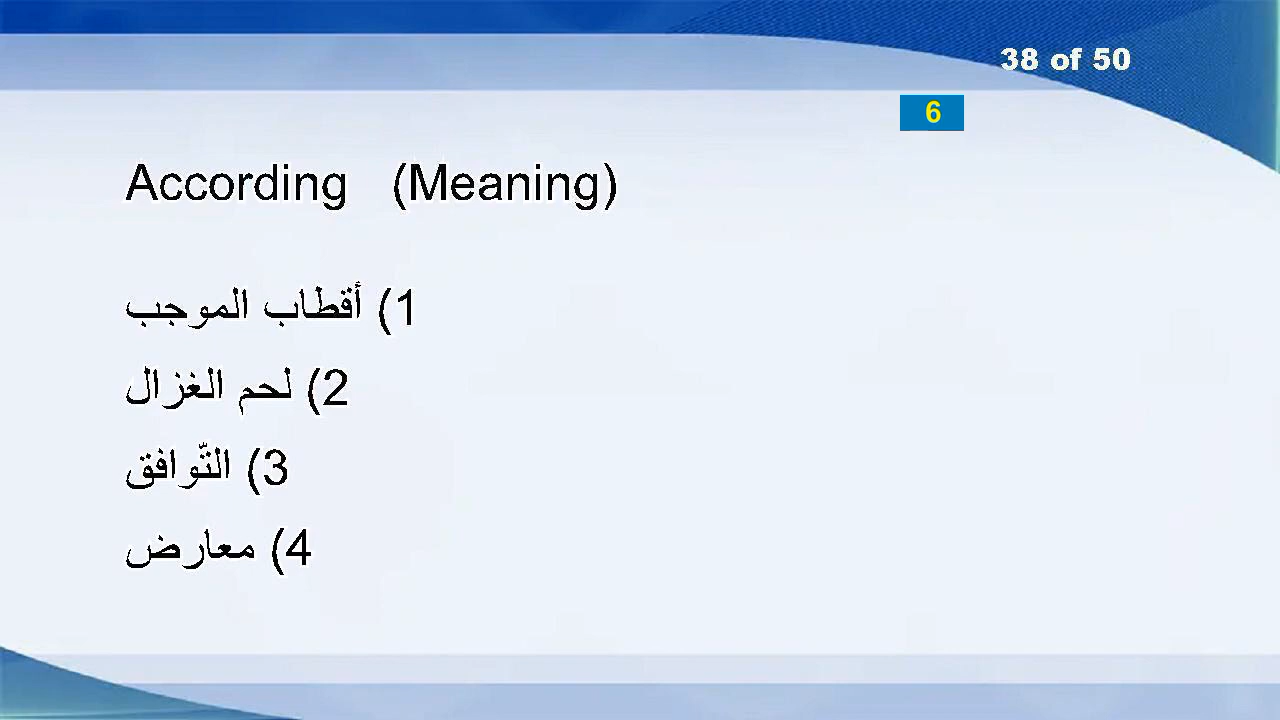 38 of 50
6
According (Meaning)
1) أقطاب الموجب
2) لحم الغزال
3) التّوافق
4) معارض